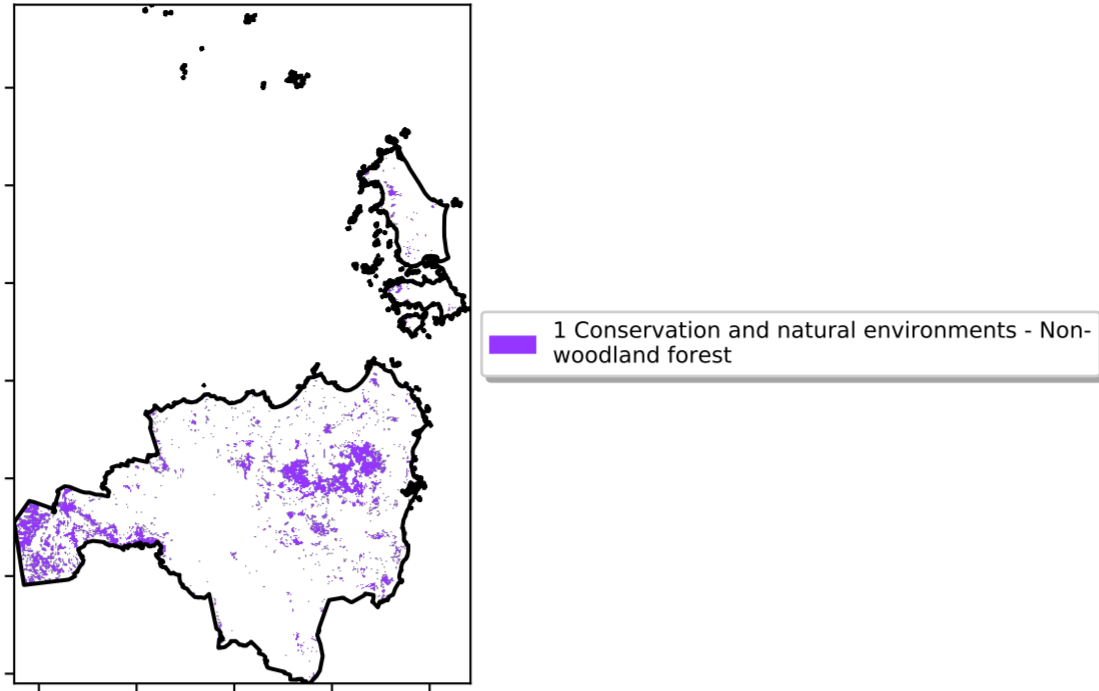 1 Conservation and natural environments - Non-
woodland forest